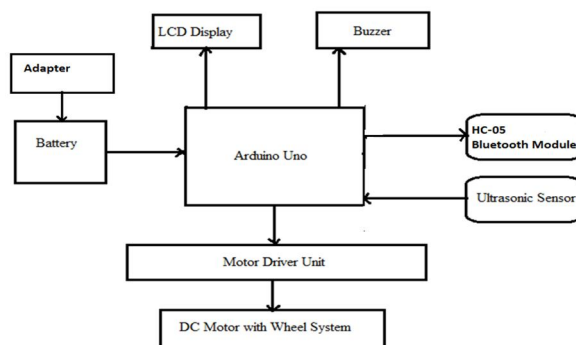 LCD Display
Buzzer
Adapter
Battery
Arduino Uno
HC-05
Bluetooth Module
Ultrasonic Sensor
Motor Driver Unit
DC Motor with Wheel System